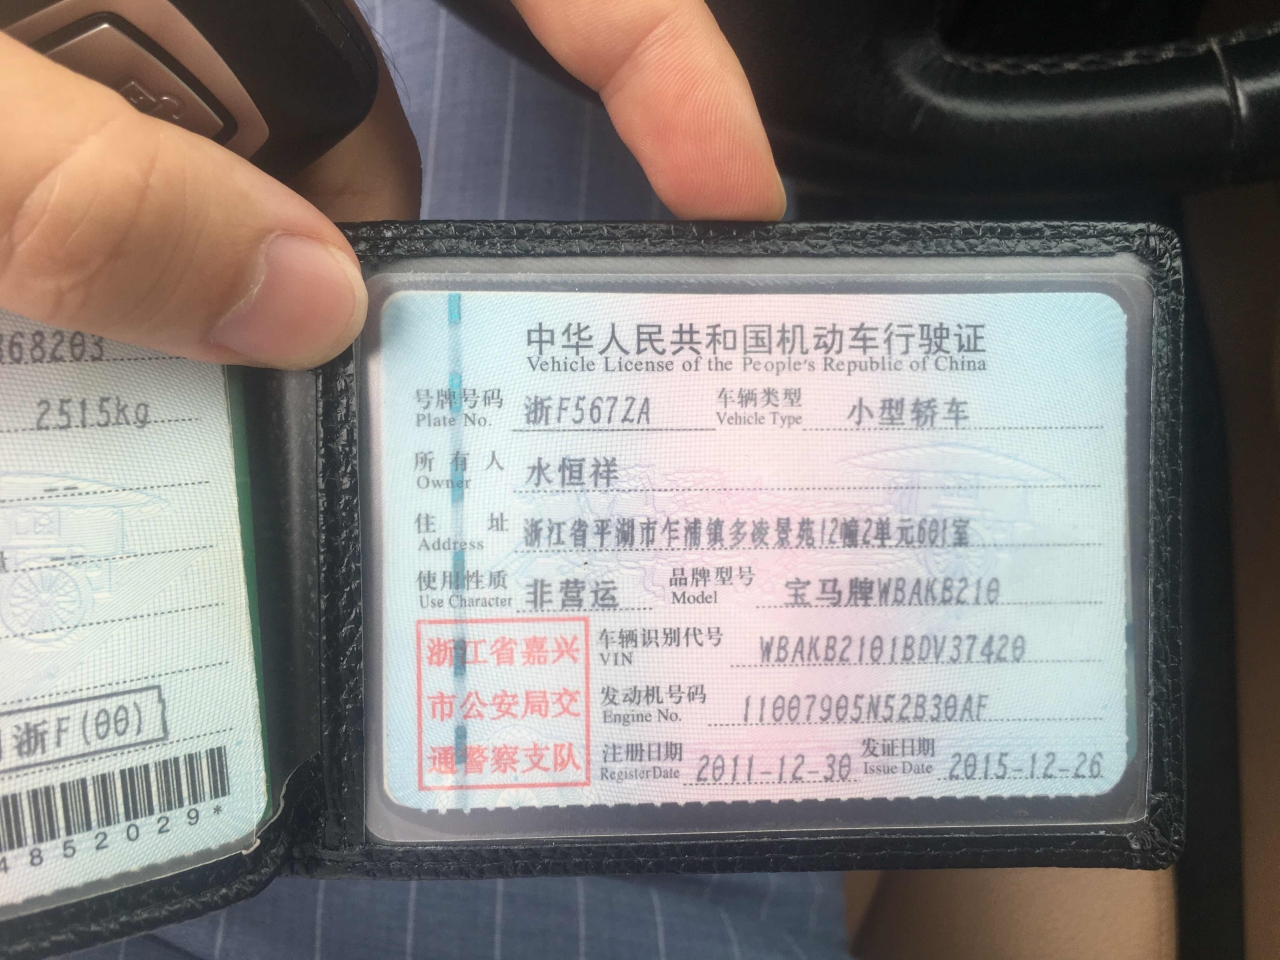 68203
2515kg
浙F(00)
4852029*
中华人民共和国机动车行驶证
Vehicle License of the People's Republic of China
号牌号码 浙F567ZA 车辆类型 小型轿车
Plate No. Vehicle Type
所有人 水恒祥
Owner
住址 浙江省平湖市乍浦镇多凌景苑12幢2单元601室
Address
使用性质 非营运 品牌型号 宝马牌WBAKB210
Use Character Model
浙江省嘉兴
市公安局交
通警察支队
车辆识别代号 WBAKB2101BDV37420
VIN
发动机号码 11007905N52B30AF
Engine No.
注册日期 2011-12-30 发证日期 2015-12-26
Register Date Issue Date